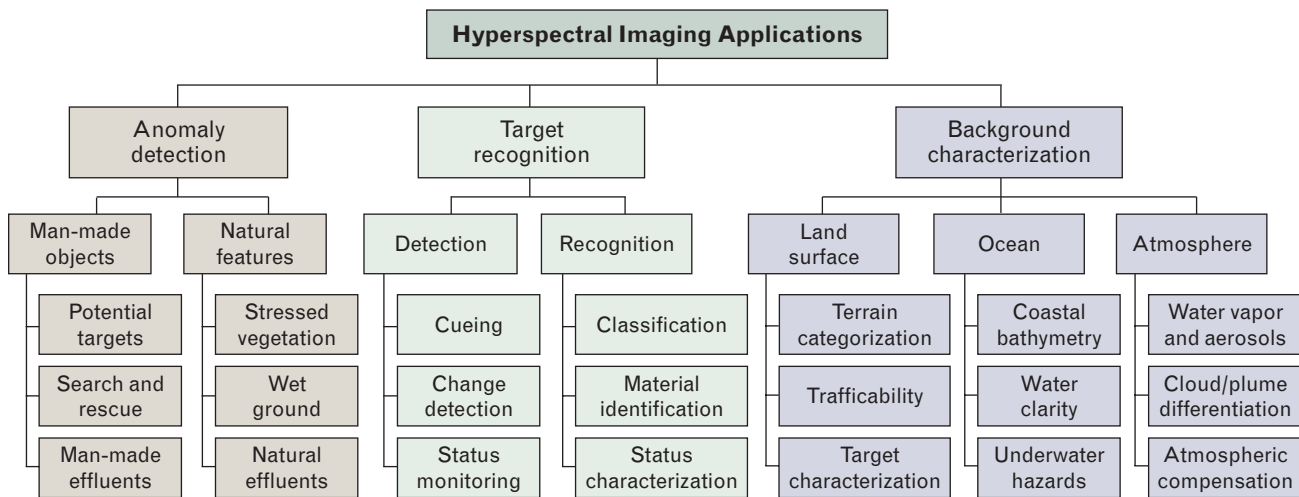 Hyperspectral Imaging Applications
Anomaly
detection
Target
recognition
Background
characterization
Man-made
objects
Natural
features
Detection
Recognition
Land
surface
Ocean
Atmosphere
Potential
targets
Stressed
vegetation
Cueing
Classification
Terrain
categorization
Coastal
bathymetry
Water vapor
and aerosols
Search and
rescue
Wet
ground
Change
detection
Material
identification
Trafficability
Water
clarity
Cloud/plume
differentiation
Man-made
effluents
Natural
effluents
Status
monitoring
Status
characterization
Target
characterization
Underwater
hazards
Atmospheric
compensation